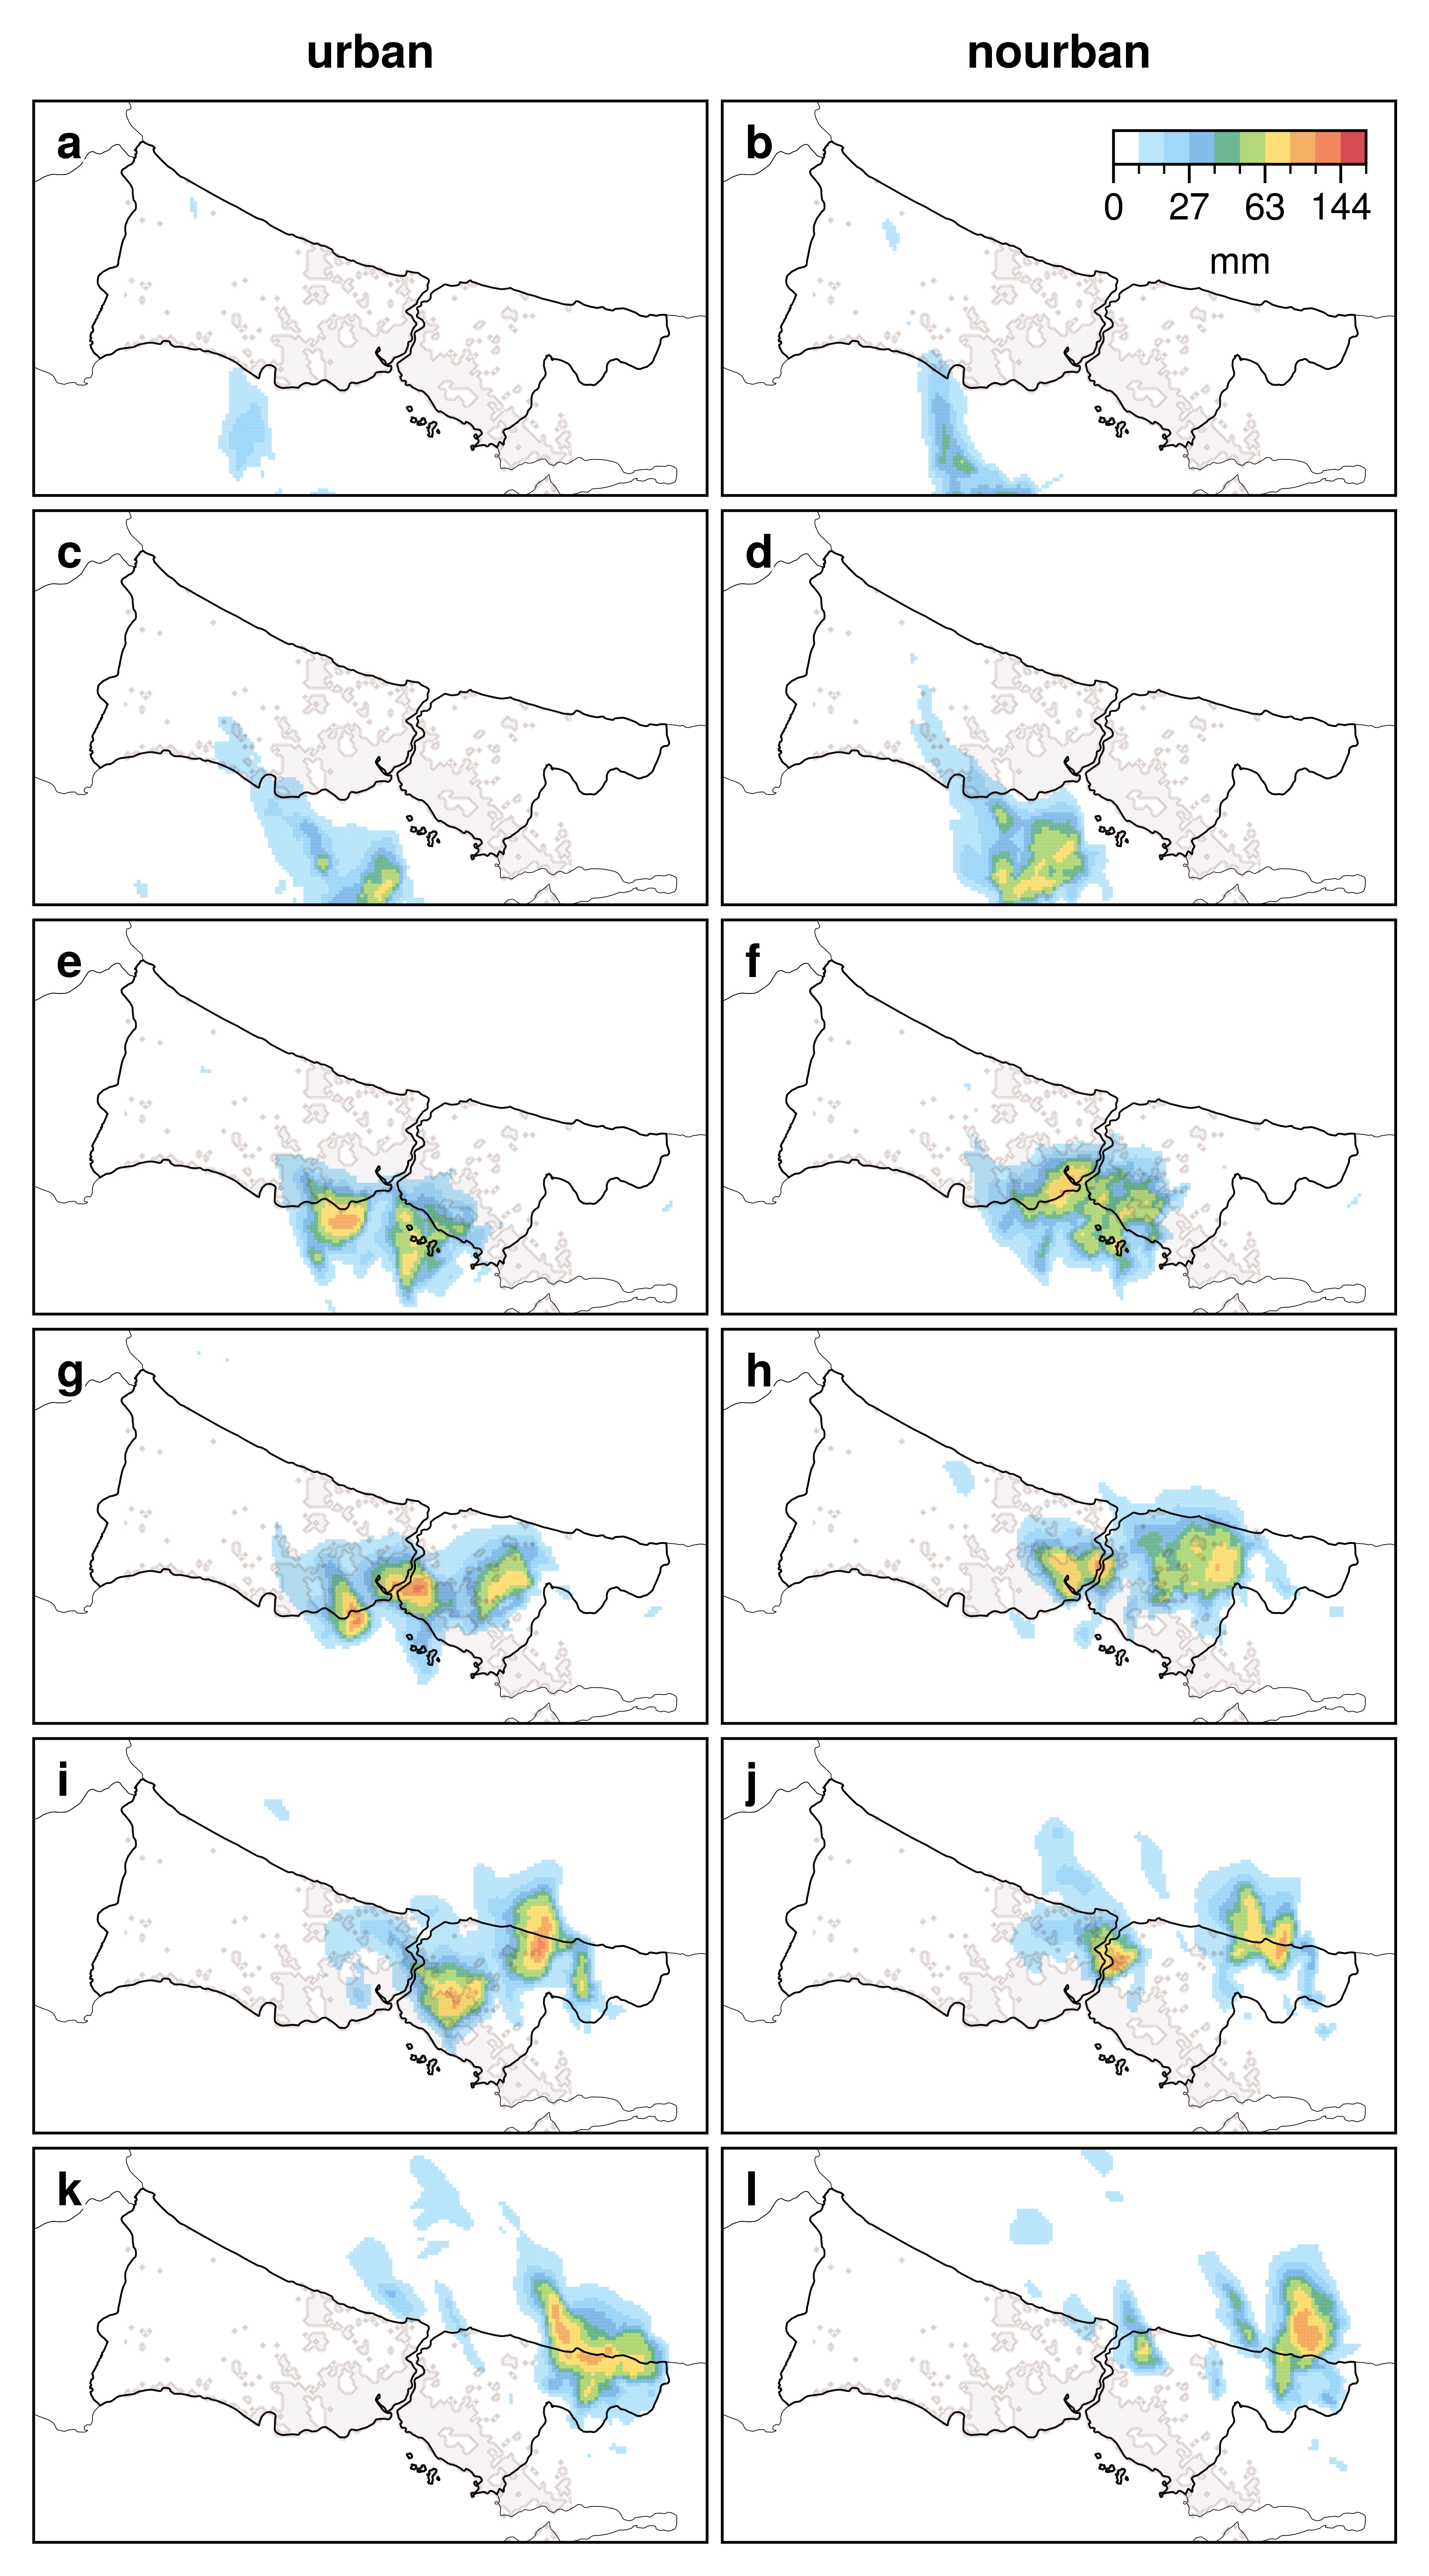 urban nourban
a b
0 27 63 144
mm
c d
e f
g h
i j
k l